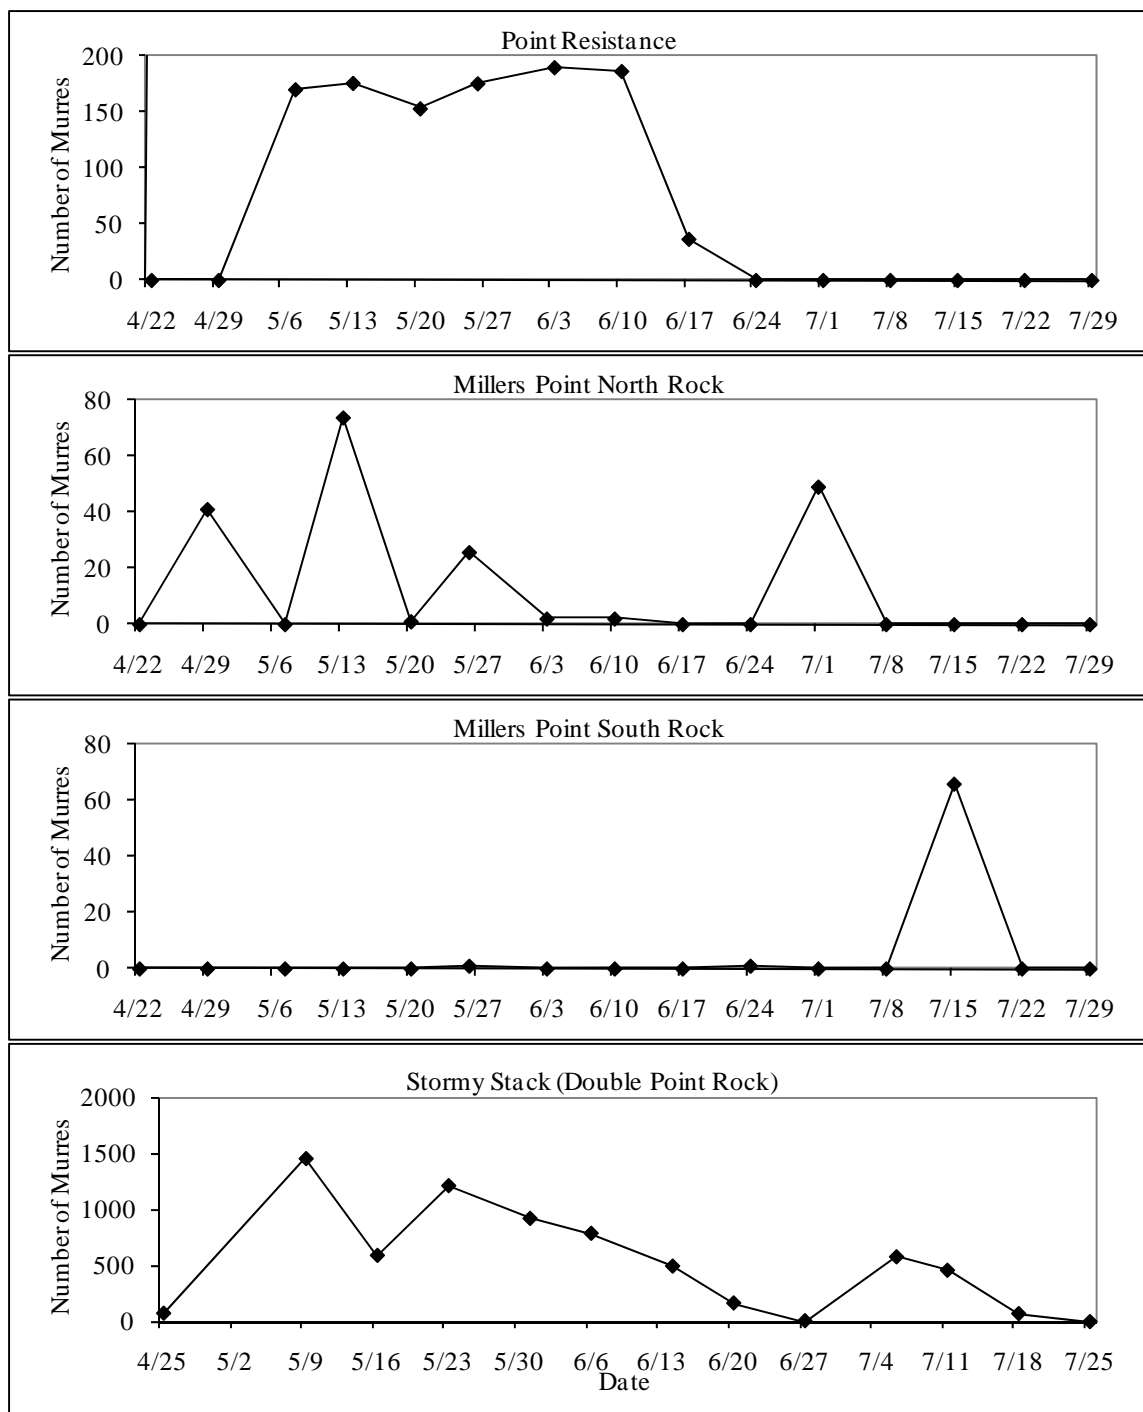 Point Resistance
Number of Murres
200
150
100
50
0
4/22 4/29 5/6 5/13 5/20 5/27 6/3 6/10 6/17 6/24 7/1 7/8 7/15 7/22 7/29
Millers Point North Rock
Number of Murres
80
60
40
20
0
4/22 4/29 5/6 5/13 5/20 5/27 6/3 6/10 6/17 6/24 7/1 7/8 7/15 7/22 7/29
Millers Point South Rock
Number of Murres
80
60
40
20
0
4/22 4/29 5/6 5/13 5/20 5/27 6/3 6/10 6/17 6/24 7/1 7/8 7/15 7/22 7/29
Stormy Stack (Double Point Rock)
Number of Murres
2000
1500
1000
500
0
4/25 5/2 5/9 5/16 5/23 5/30 6/6 6/13 6/20 6/27 7/4 7/11 7/18 7/25
Date